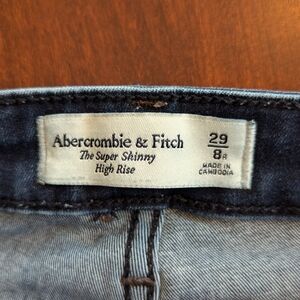 Abercrombie & Fitch
The Super Skinny
High Rise
29
8R
MADE IN
CAMBODIA